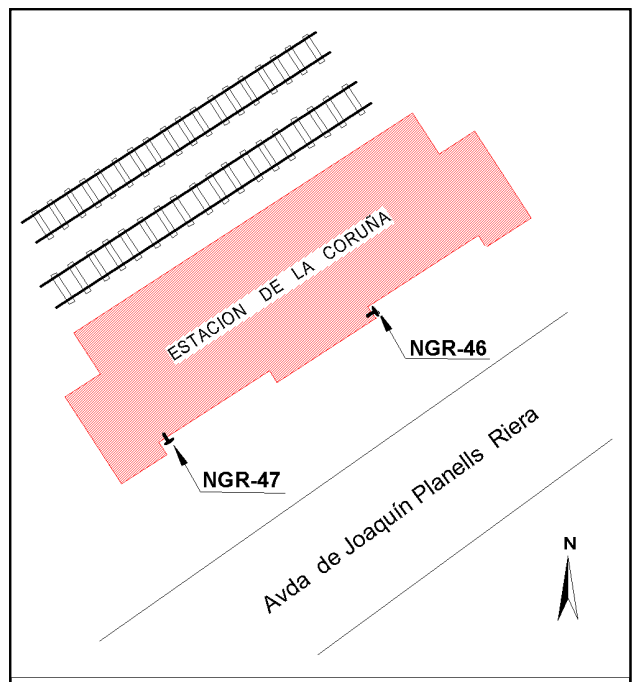 ESTACION DE LA CORUÑA
NGR-46
NGR-47
Avda de Joaquín Planells Riera
N